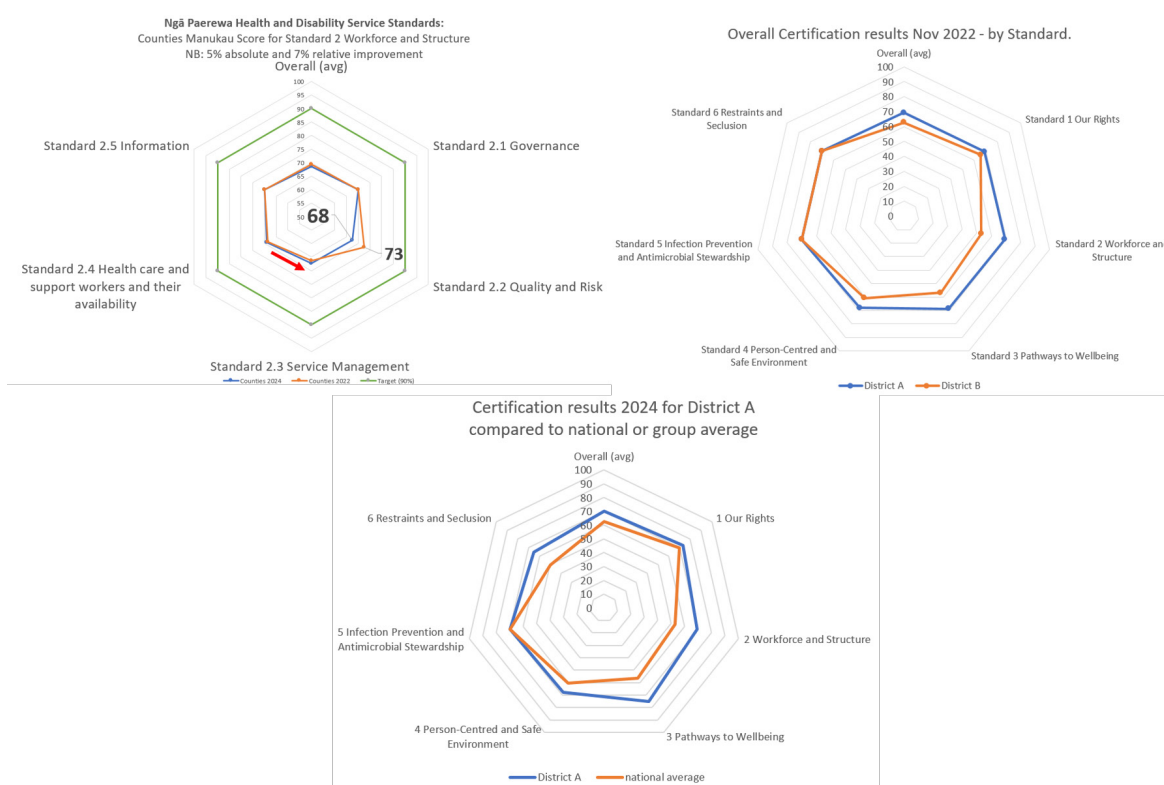 Ngā Paerewa Health and Disability Service Standards:
Counties Manukau Score for Standard 2 Workforce and Structure
NB: 5% absolute and 7% relative improvement
Overall (avg)
100
95
90
85
80
75
70
65
60
55
50
Standard 2.1 Governance
Standard 2.2 Quality and Risk
Standard 2.3 Service Management
Standard 2.4 Health care and
support workers and their
availability
Standard 2.5 Information
68
73
Counties 2024 Counties 2022 Target (90%)
Overall Certification results Nov 2022 - by Standard.
Overall (avg)
100
90
80
70
60
50
40
30
20
10
0
Standard 1 Our Rights
Standard 2 Workforce an
Structure
Standard 3 Pathways to Wellbeing
Standard 4 Person-Centred and
Safe Environment
Standard 5 Infection Prevention
and Antimicrobial Stewardship
Standard 6 Restraints and
Seclusion
District A District B
Certification results 2024 for District A
compared to national or group average
Overall (avg)
100
90
80
70
60
50
40
30
20
10
0
1 Our Rights
2 Workforce and Structure
3 Pathways to Wellbeing
4 Person-Centred and Safe
Environment
5 Infection Prevention and
Antimicrobial Stewardship
6 Restraints and Seclusion
District A national average